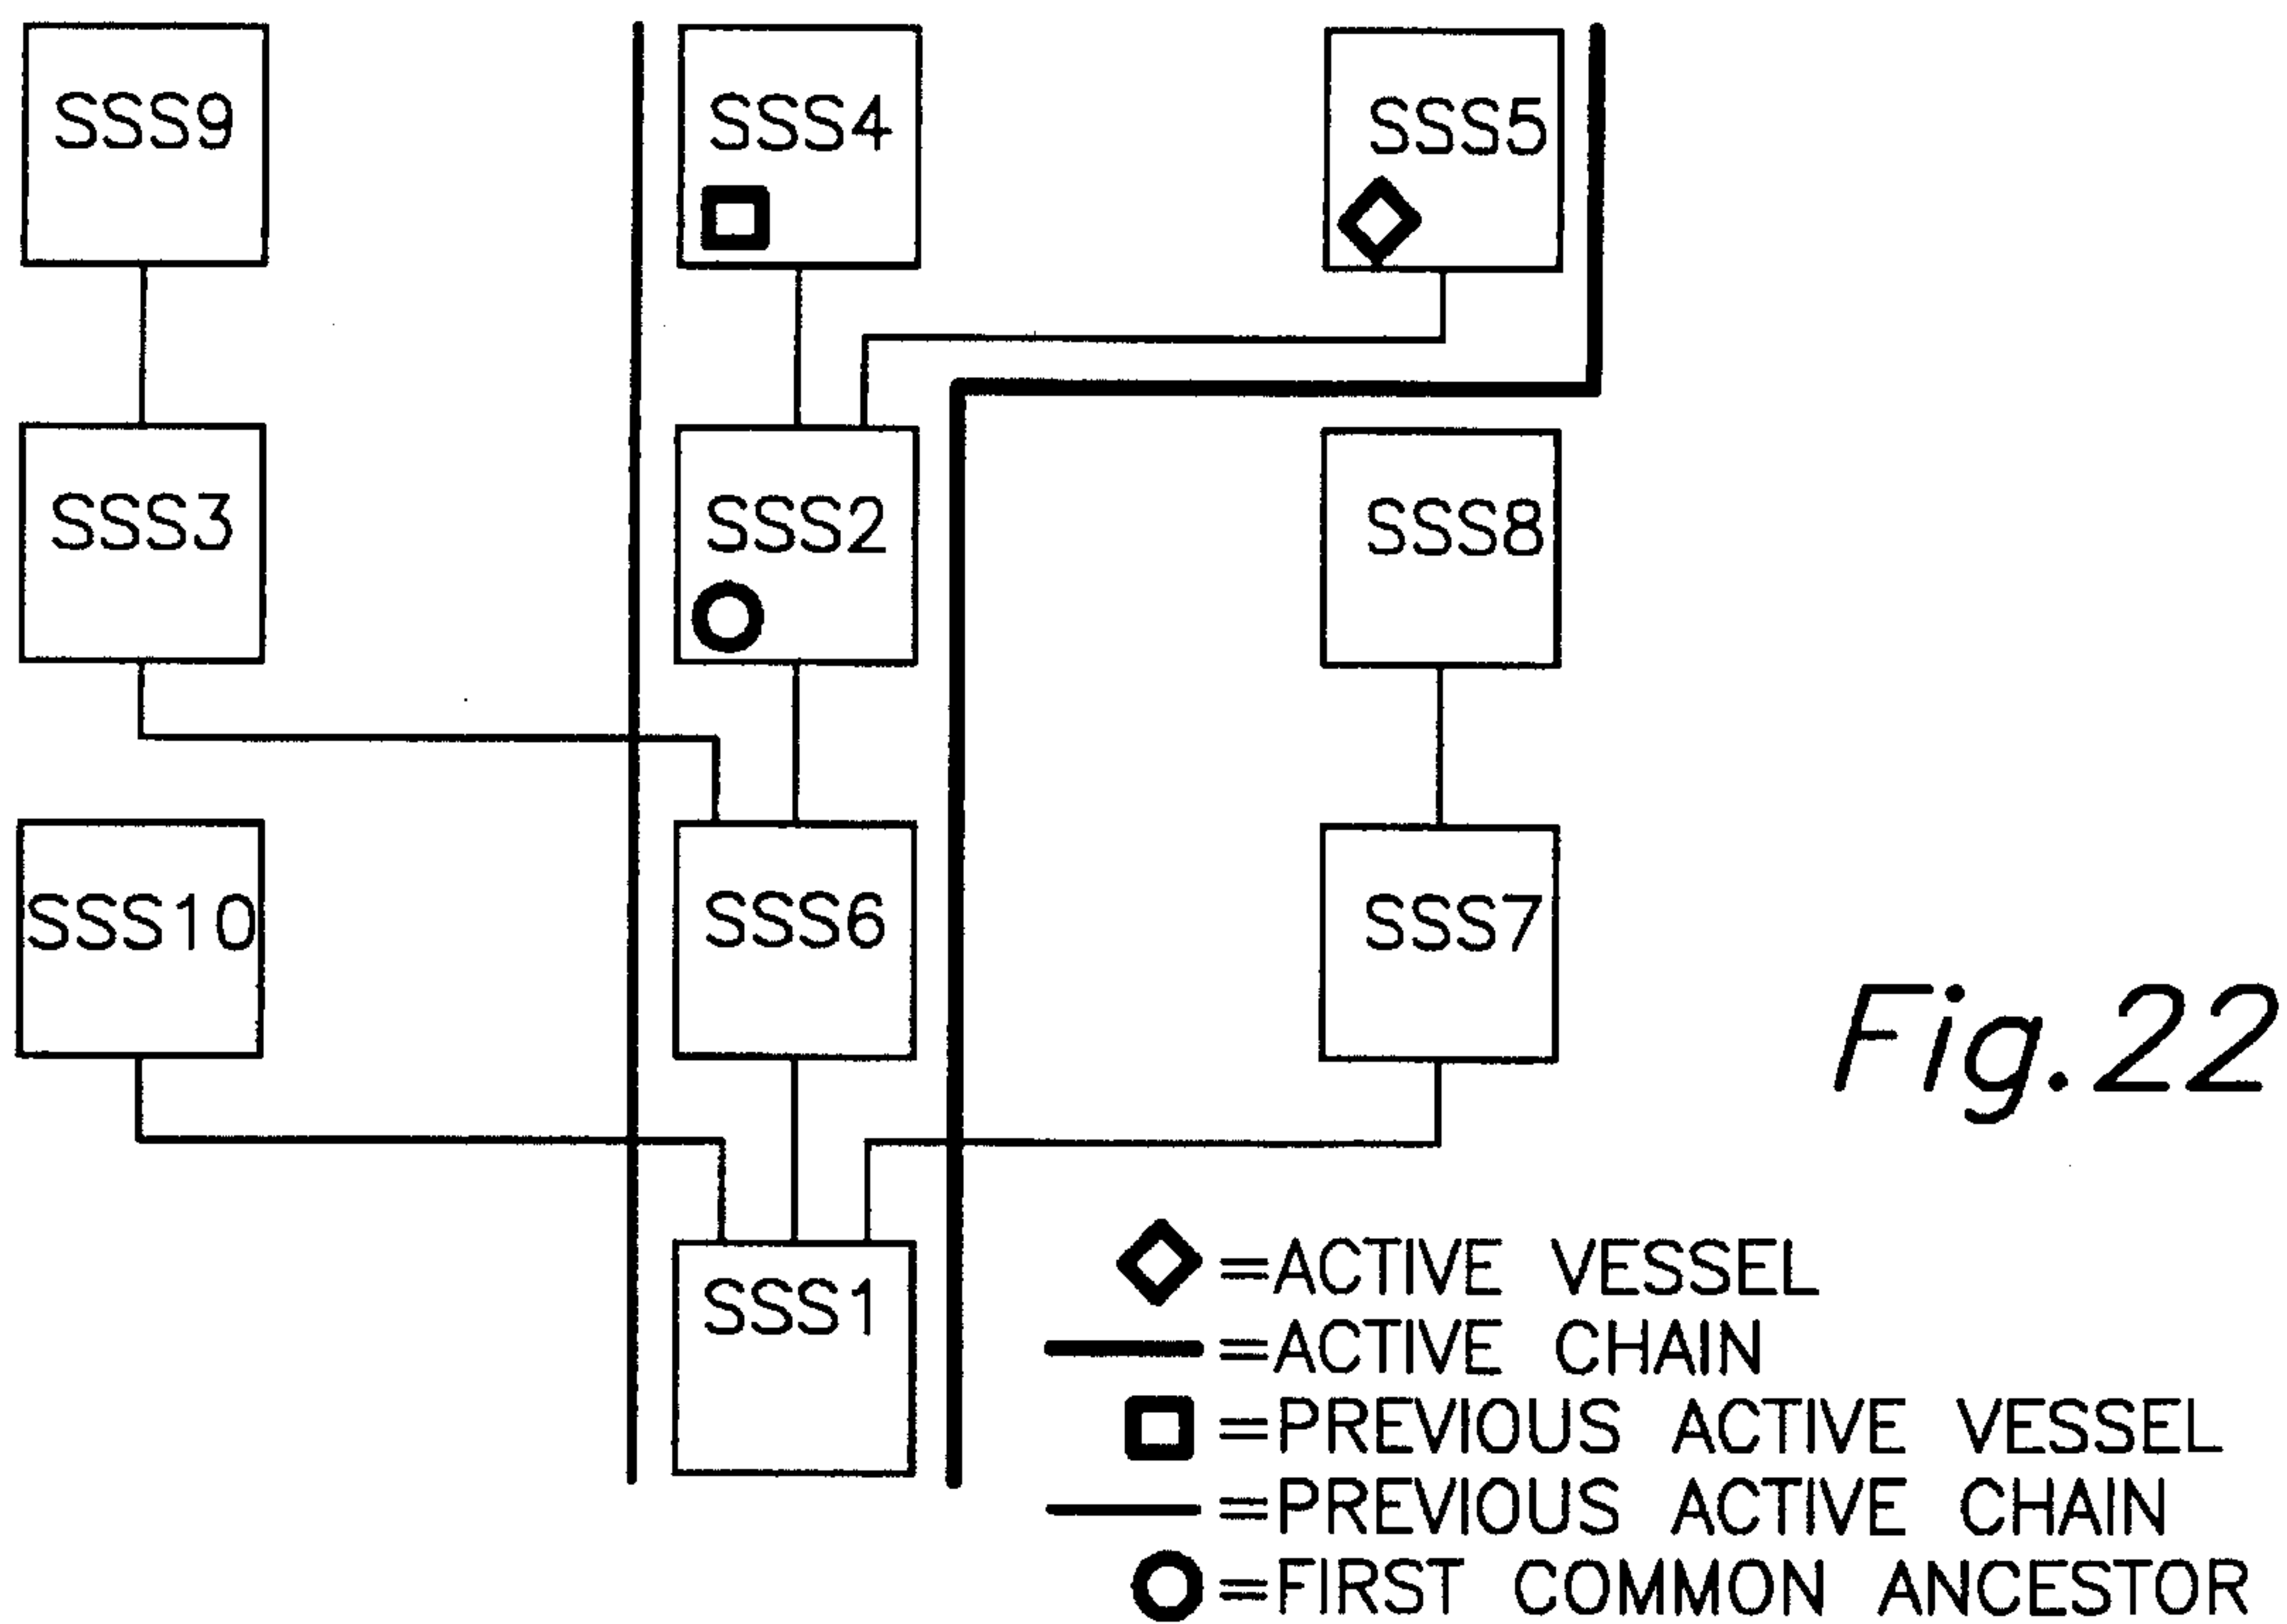 SSS9
SSS4
SSS5
SSS3
SSS2
SSS8
SSS10
SSS6
SSS7
SSS1
Fig.22
=ACTIVE VESSEL
=ACTIVE CHAIN
=PREVIOUS ACTIVE VESSEL
=PREVIOUS ACTIVE CHAIN
=FIRST COMMON ANCESTOR